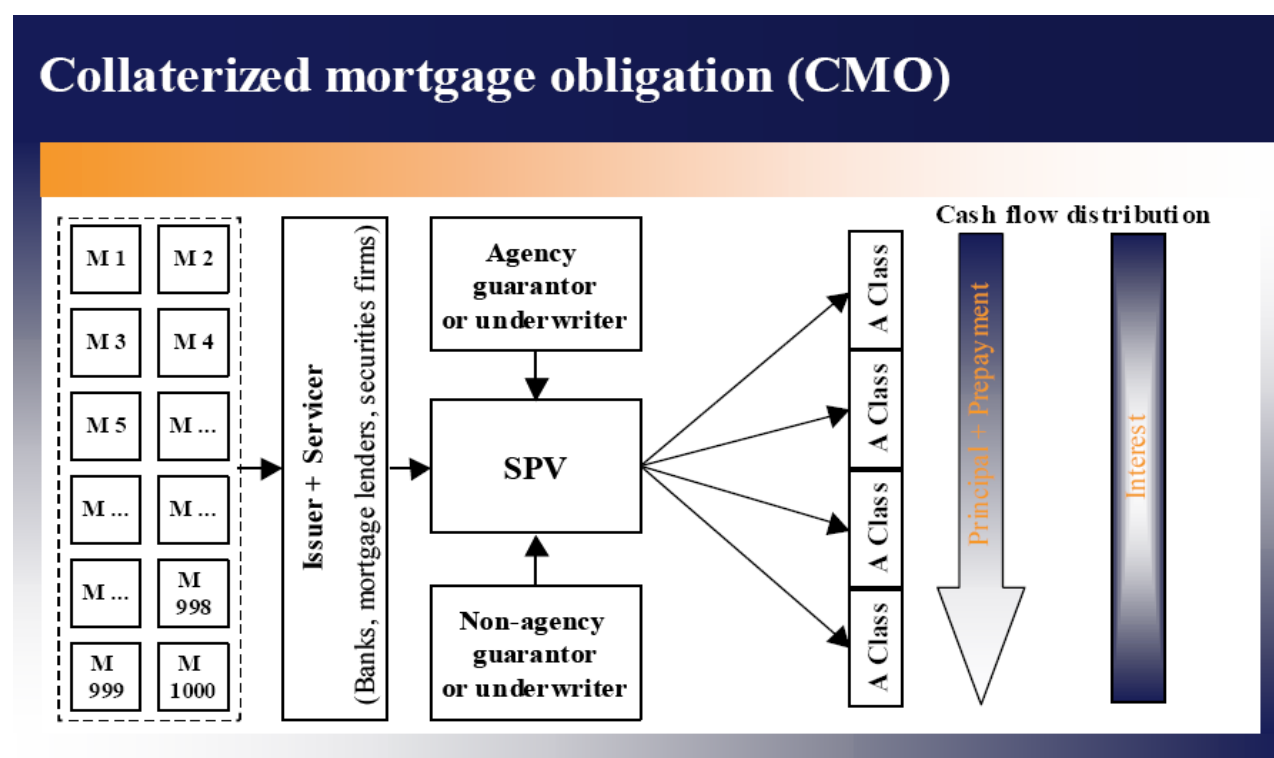 Collaterized mortgage obligation (CMO)
Cash flow distribution
M 1
M 2
M 3
M 4
M 5
M ...
M ...
M ...
M ...
M
998
M
999
M
1000
Issuer + Servicer
(Banks, mortgage lenders, securities firms)
Agency
guarantor
or underwriter
SPV
Non-agency
guarantor
or underwriter
A Class
A Class
A Class
A Class
Principal + Prepayment
Interest